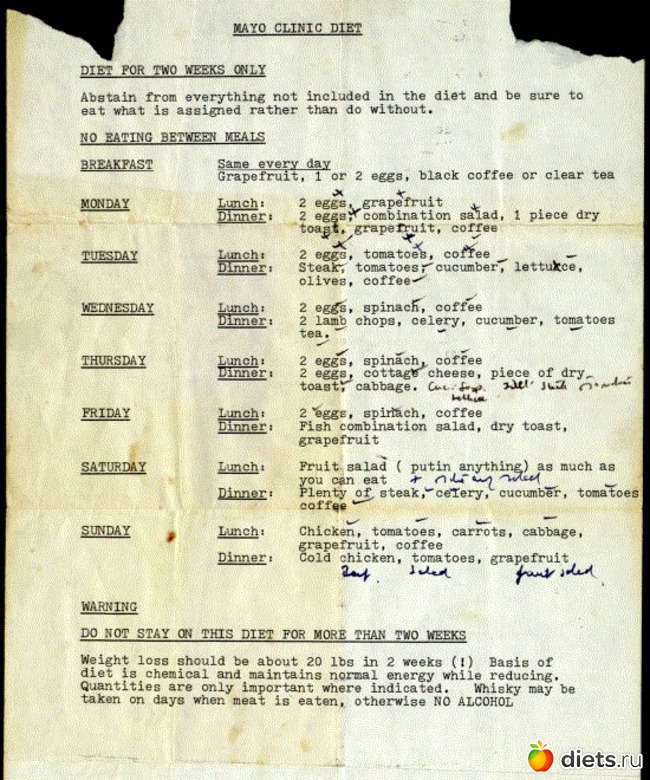 MAYO CLINIC DIET
DIET FOR TWO WEEKS ONLY
Abstain from everything not included in the diet and be sure to
eat what is assigned rather than do without.
NO EATING BETWEEN MEALS
BREAKFAST Same every day
Grapefruit, 1 or 2 eggs, black coffee or clear tea
MONDAY Lunch: 2 eggs, grapefruit
Dinner: 2 eggs, combination salad, 1 piece dry
toast, grapefruit, coffee
TUESDAY Lunch: 2 eggs, tomatoes, coffee
Dinner: Steak, tomatoes, cucumber, lettuce,
olives, coffee
WEDNESDAY Lunch: 2 eggs, spinach, coffee
Dinner: 2 lamb chops, celery, cucumber, tomatoes
tea.
THURSDAY Lunch: 2 eggs, spinach, coffee
Dinner: 2 eggs, cottage cheese, piece of dry
toast, cabbage.
FRIDAY Lunch: 2 eggs, spinach, coffee
Dinner: Fish combination salad, dry toast,
grapefruit
SATURDAY Lunch: Fruit salad ( putin anything) as much as
you can eat
Dinner: Plenty of steak, celery, cucumber, tomatoes
coffee
SUNDAY Lunch: Chicken, tomatoes, carrots, cabbage,
grapefruit, coffee
Dinner: Cold chicken, tomatoes, grapefruit
salad fruit salad
WARNING
DO NOT STAY ON THIS DIET FOR MORE THAN TWO WEEKS
Weight loss should be about 20 lbs in 2 weeks (!) Basis of
diet is chemical and maintains normal energy while reducing.
Quantities are only important where indicated. Whisky may be
taken on days when meat is eaten, otherwise NO ALCOHOL
diets.ru